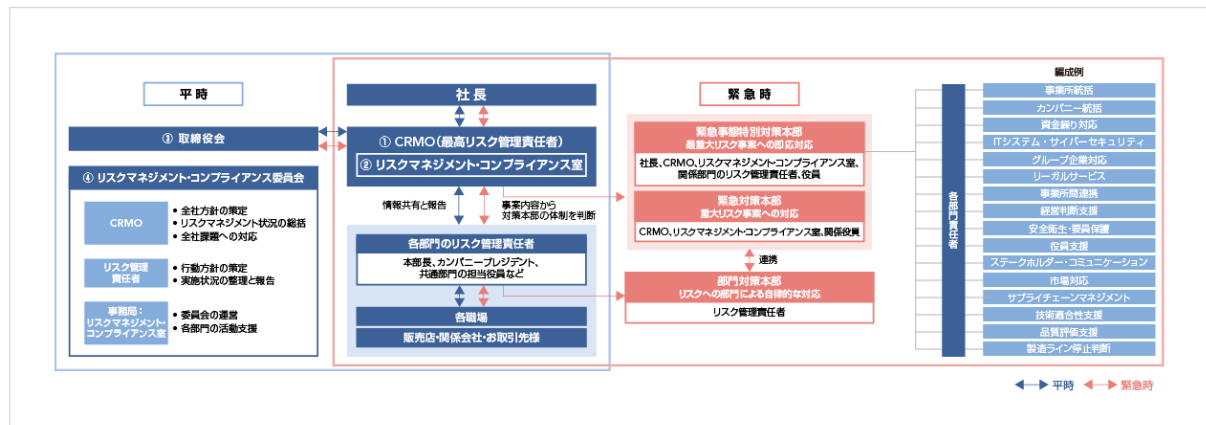 平時
社長
③ 取締役会
① CRMO(最高リスク管理責任者)
② リスクマネジメント・コンプライアンス室
④ リスクマネジメント・コンプライアンス委員会
CRMO
• 全社方針の策定
• リスクマネジメント状況の総括
• 全社課題への対応
リスク管理
責任者
• 行動方針の策定
• 実施状況の整理と報告
事務局：
リスクマネジメント・
コンプライアンス室
• 委員会の運営
• 各部門の活動支援
情報共有と報告
事案内容から
対策本部の体制を判断
各部門のリスク管理責任者
本部長、カンパニープレジデント、
共通部門の担当役員など
各職場
販売店・関係会社・お取引先様
緊急時
緊急事態特別対策本部
最重大リスク事案への即応対応
社長、CRMO、リスクマネジメント・コンプライアンス室、
関係部門のリスク管理責任者、役員
緊急対策本部
重大リスク事案への対応
CRMO、リスクマネジメント・コンプライアンス室、関係役員
連携
部門対策本部
リスクへの部門による自律的な対応
リスク管理責任者
各部門責任者
編成例
事業所統括
カンパニー統括
資金繰り対応
ITシステム・サイバーセキュリティ
グループ企業対応
リーガルサービス
事業所間連携
経営判断支援
安全衛生・要員保護
役員支援
ステークホルダー・コミュニケーション
市場対応
サプライチェーンマネジメント
技術適合性支援
品質評価支援
製造ライン停止判断
平時
緊急時